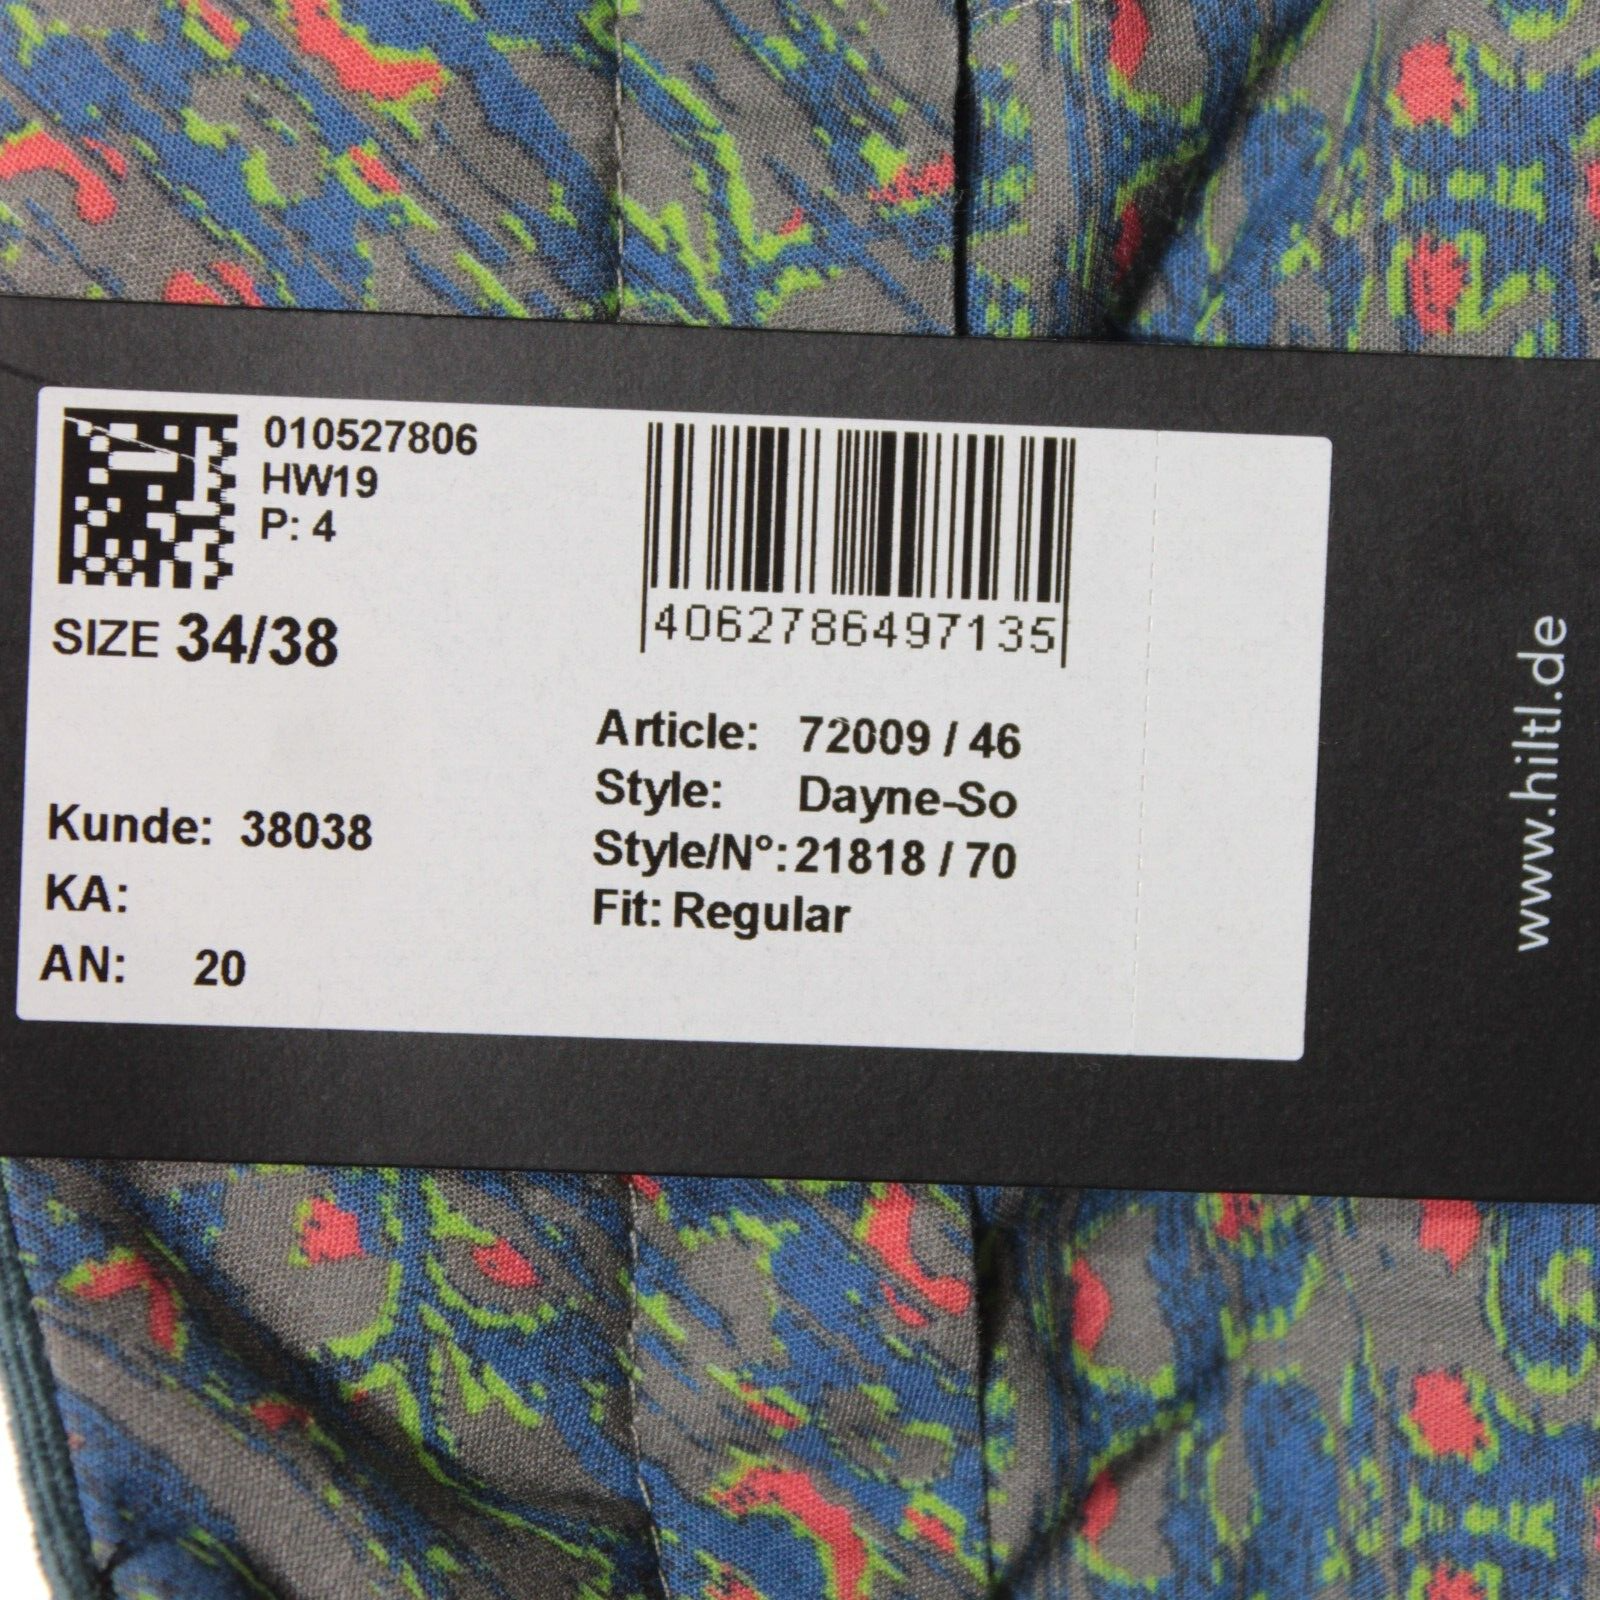 010527806
HW19
P: 4
SIZE 34/38
4062786497135
Article: 72009 / 46
Style: Dayne-So
Style/N°: 21818 / 70
Fit: Regular
Kunde: 38038
KA:
AN: 20
www.hiltl.de